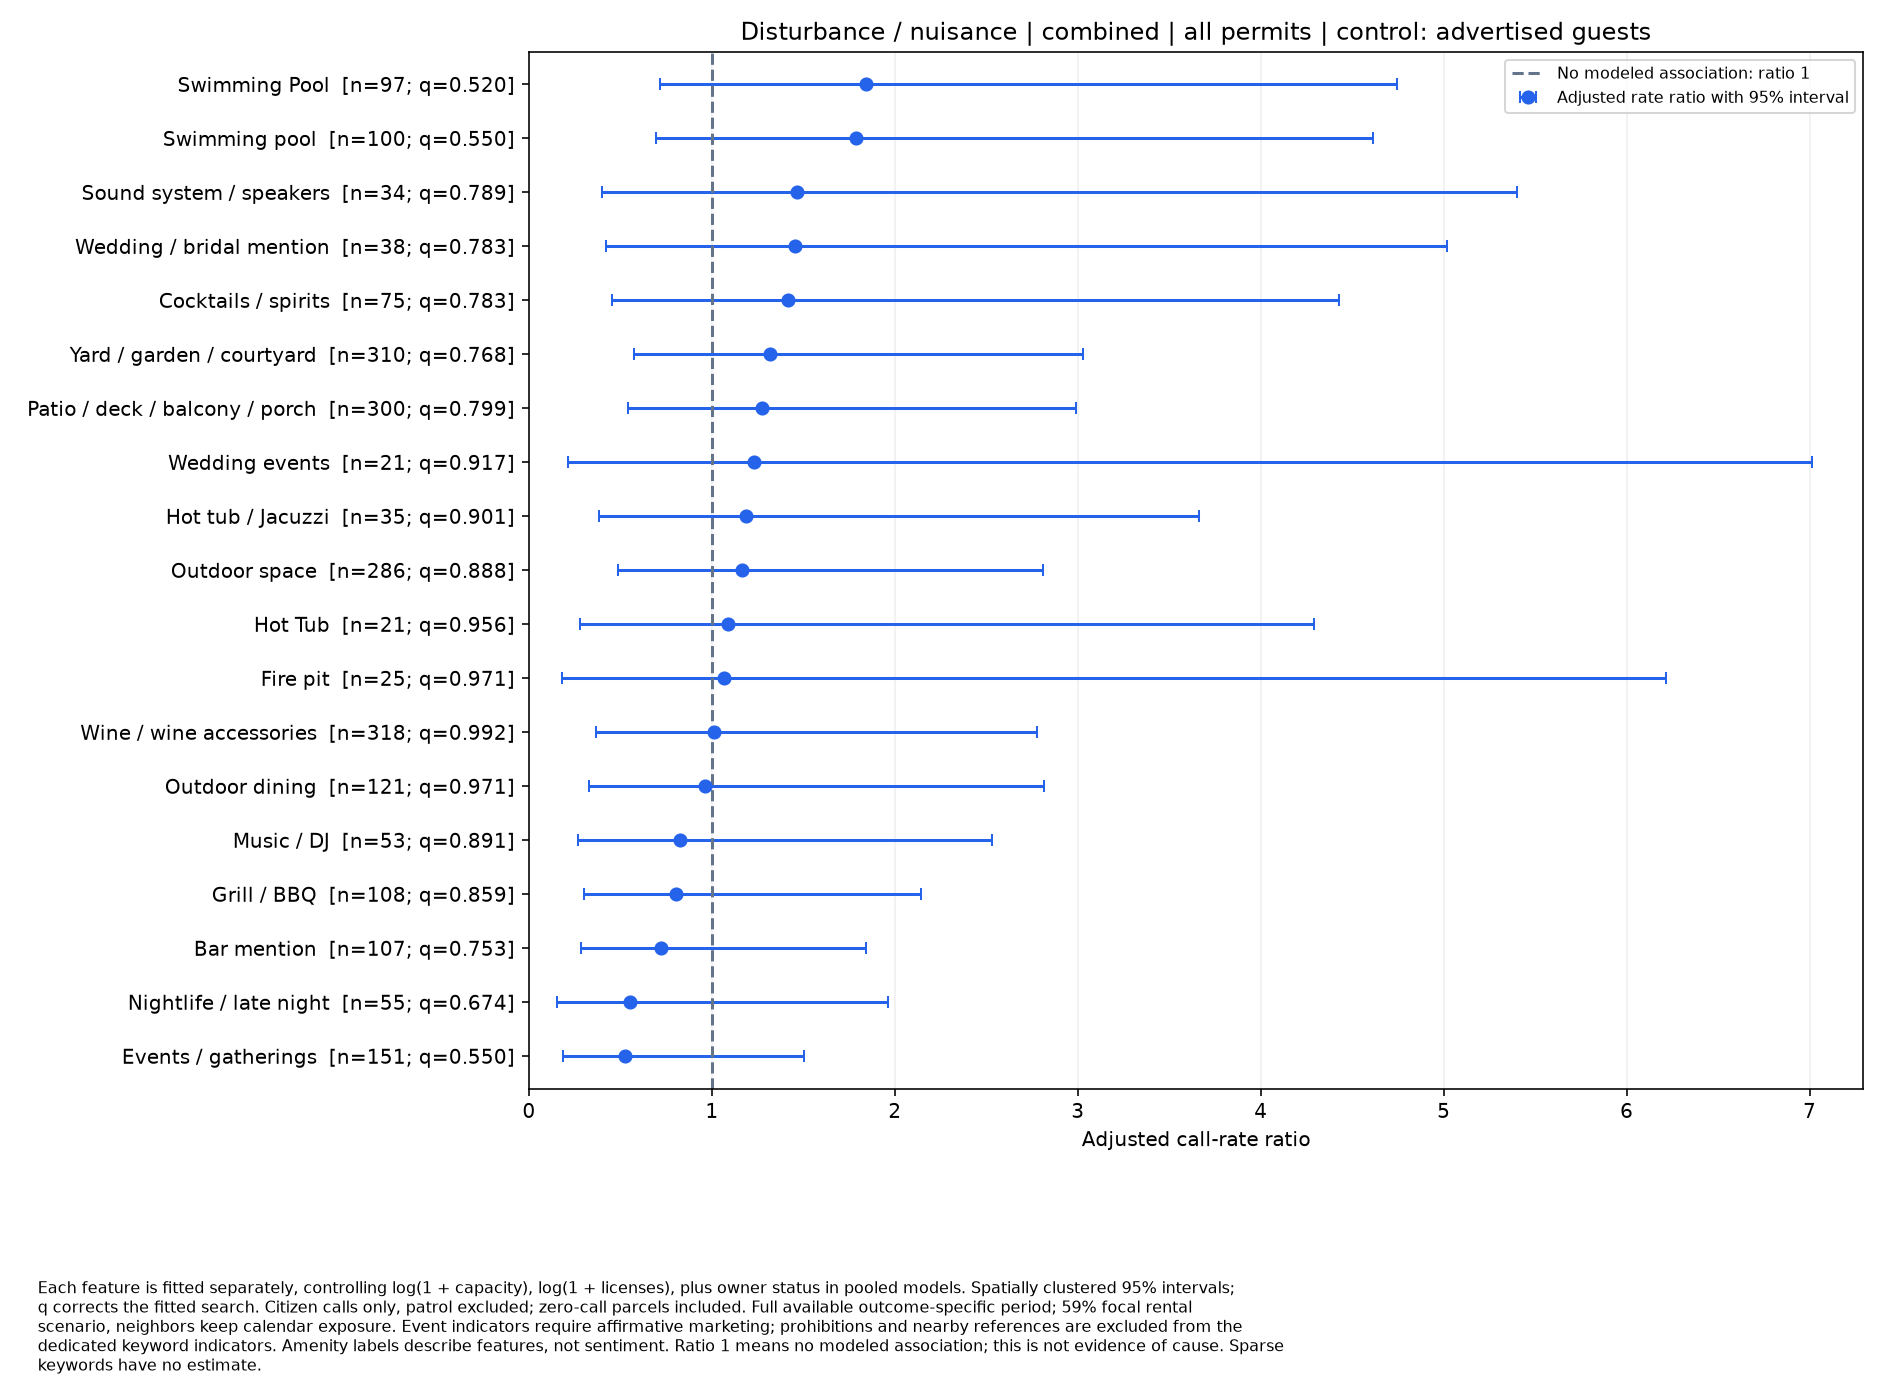 Disturbance / nuisance | combined | all permits | control: advertised guests
No modeled association: ratio 1
Adjusted rate ratio with 95% interval
Swimming Pool [n=97; q=0.520]
Swimming pool [n=100; q=0.550]
Sound system / speakers [n=34; q=0.789]
Wedding / bridal mention [n=38; q=0.783]
Cocktails / spirits [n=75; q=0.783]
Yard / garden / courtyard [n=310; q=0.768]
Patio / deck / balcony / porch [n=300; q=0.799]
Wedding events [n=21; q=0.917]
Hot tub / Jacuzzi [n=35; q=0.901]
Outdoor space [n=286; q=0.888]
Hot Tub [n=21; q=0.956]
Fire pit [n=25; q=0.971]
Wine / wine accessories [n=318; q=0.992]
Outdoor dining [n=121; q=0.971]
Music / DJ [n=53; q=0.891]
Grill / BBQ [n=108; q=0.859]
Bar mention [n=107; q=0.753]
Nightlife / late night [n=55; q=0.674]
Events / gatherings [n=151; q=0.550]
0 1 2 3 4 5 6 7
Adjusted call-rate ratio
Each feature is fitted separately, controlling log(1 + capacity), log(1 + licenses), plus owner status in pooled models. Spatially clustered 95% intervals;
q corrects the fitted search. Citizen calls only, patrol excluded; zero-call parcels included. Full available outcome-specific period; 59% focal rental
scenario, neighbors keep calendar exposure. Event indicators require affirmative marketing; prohibitions and nearby references are excluded from the
dedicated keyword indicators. Amenity labels describe features, not sentiment. Ratio 1 means no modeled association; this is not evidence of cause. Sparse
keywords have no estimate.